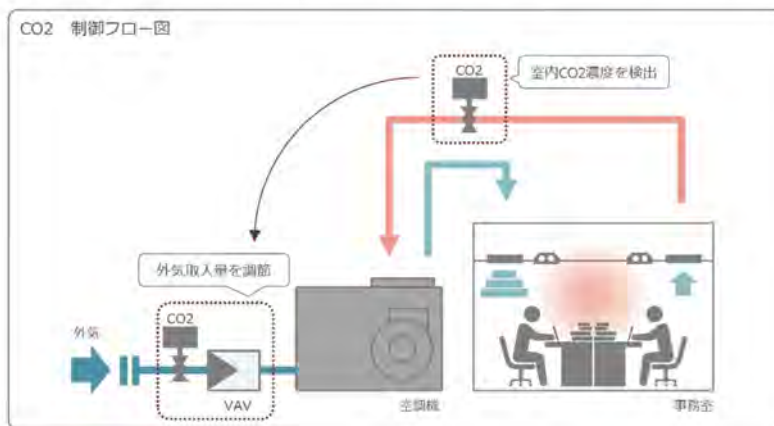 CO2 制御フロー図
CO2
室内CO2濃度を検出
外気取入量を調節
CO2
外気
VAV
空調機
事務室